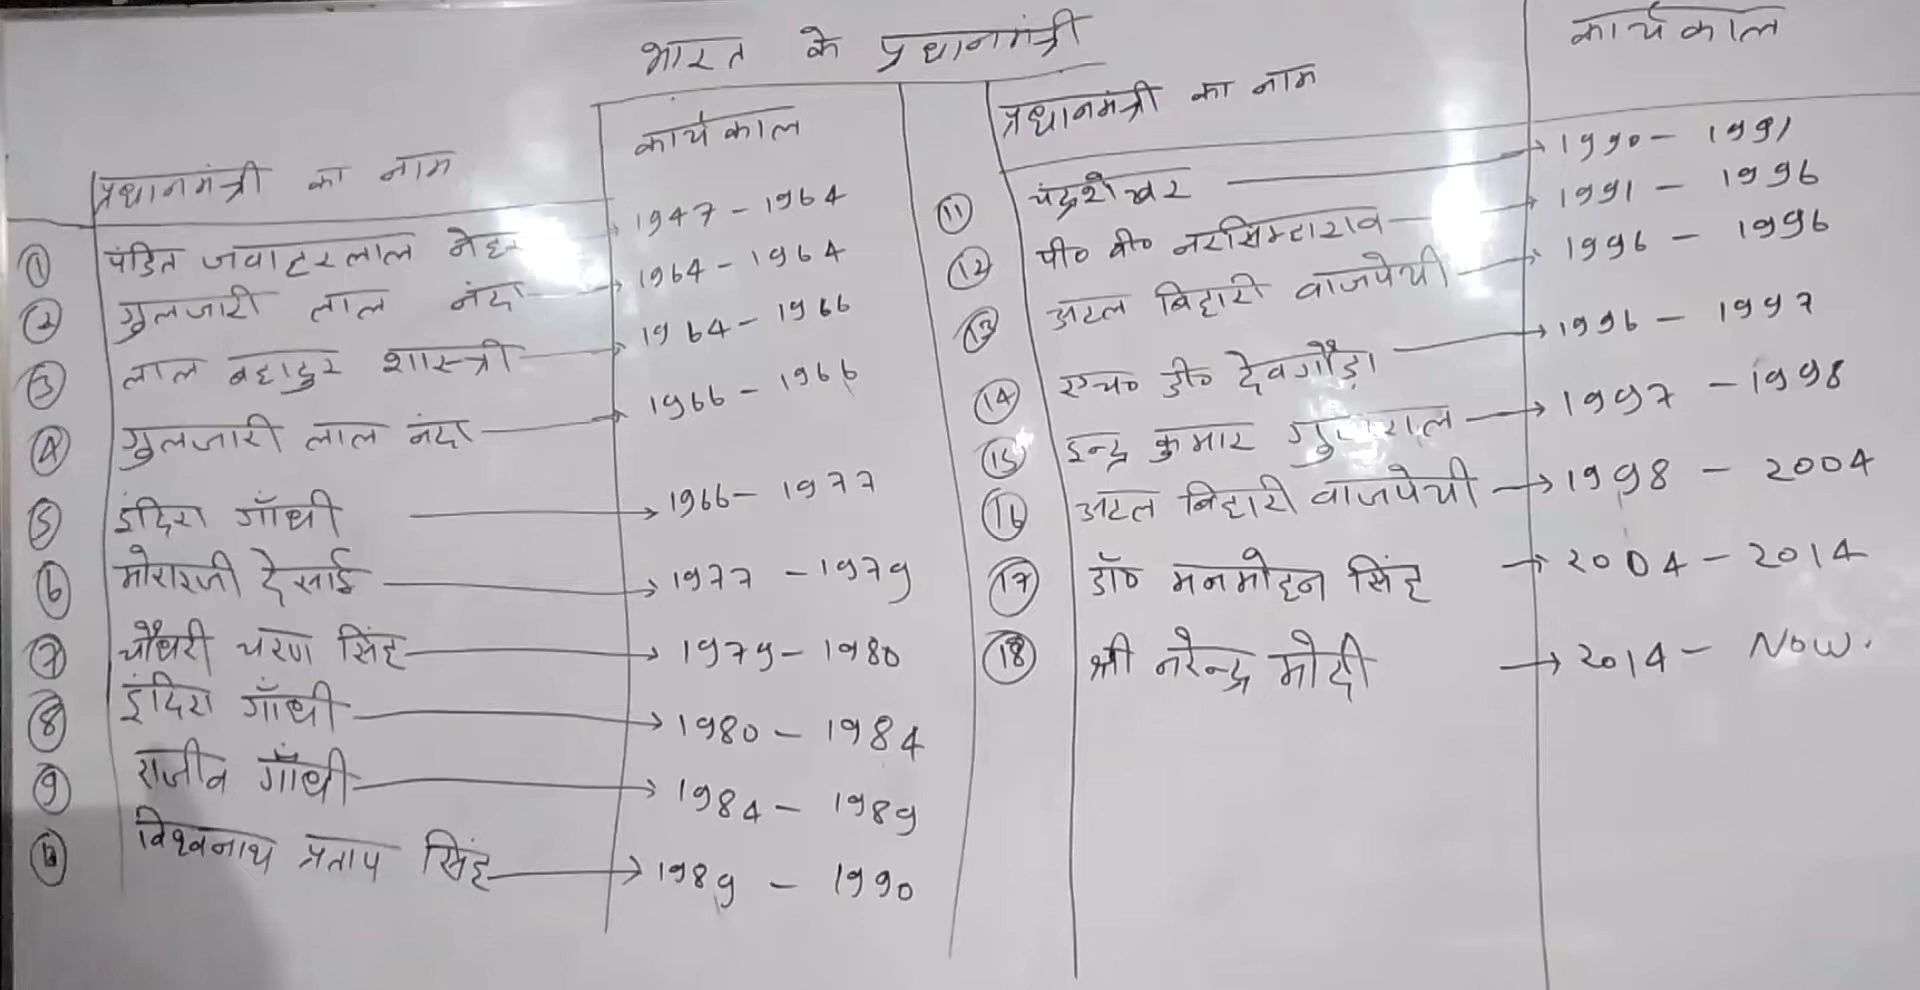 भारत के प्रधानमंत्री
प्रधानमंत्री का नाम कार्यकाल
① पंडित जवाहरलाल नेहरू 1947 - 1964
② गुलजारी लाल नंदा → 1964 - 1964
③ लाल बहादुर शास्त्री → 1964 - 1966
④ गुलजारी लाल नंदा → 1966 - 1966
⑤ इंदिरा गाँधी → 1966 - 1977
⑥ मोरारजी देसाई → 1977 - 1979
⑦ चौधरी चरण सिंह → 1979 - 1980
⑧ इंदिरा गाँधी → 1980 - 1984
⑨ राजीव गाँधी → 1984 - 1989
⑩ विश्वनाथ प्रताप सिंह → 1989 - 1990
प्रधानमंत्री का नाम कार्यकाल
⑪ चंद्रशेखर → 1990 - 1991
⑫ पी० वी० नरसिम्हाराव → 1991 - 1996
⑬ अटल बिहारी वाजपेयी → 1996 - 1996
⑭ एच० डी० देवगौड़ा → 1996 - 1997
⑮ इन्द्र कुमार गुजराल → 1997 - 1998
⑯ अटल बिहारी वाजपेयी → 1998 - 2004
⑰ डॉ० मनमोहन सिंह → 2004 - 2014
⑱ श्री नरेन्द्र मोदी → 2014 - Now.